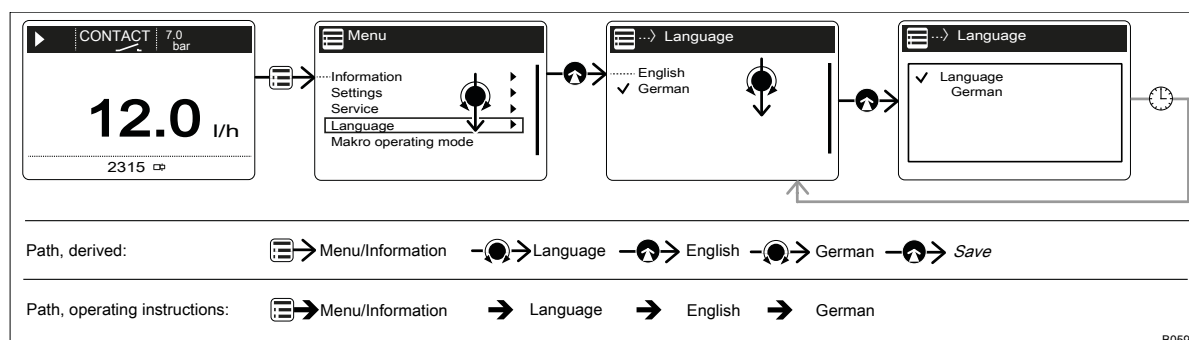 CONTACT 7.0 bar
12.0 l/h
2315
Menu
Information
Settings
Service
Language
Makro operating mode
...〉 Language
English
✓ German
...〉 Language
✓ Language
German
Path, derived: Menu/Information Language English German Save
Path, operating instructions: Menu/Information Language English German